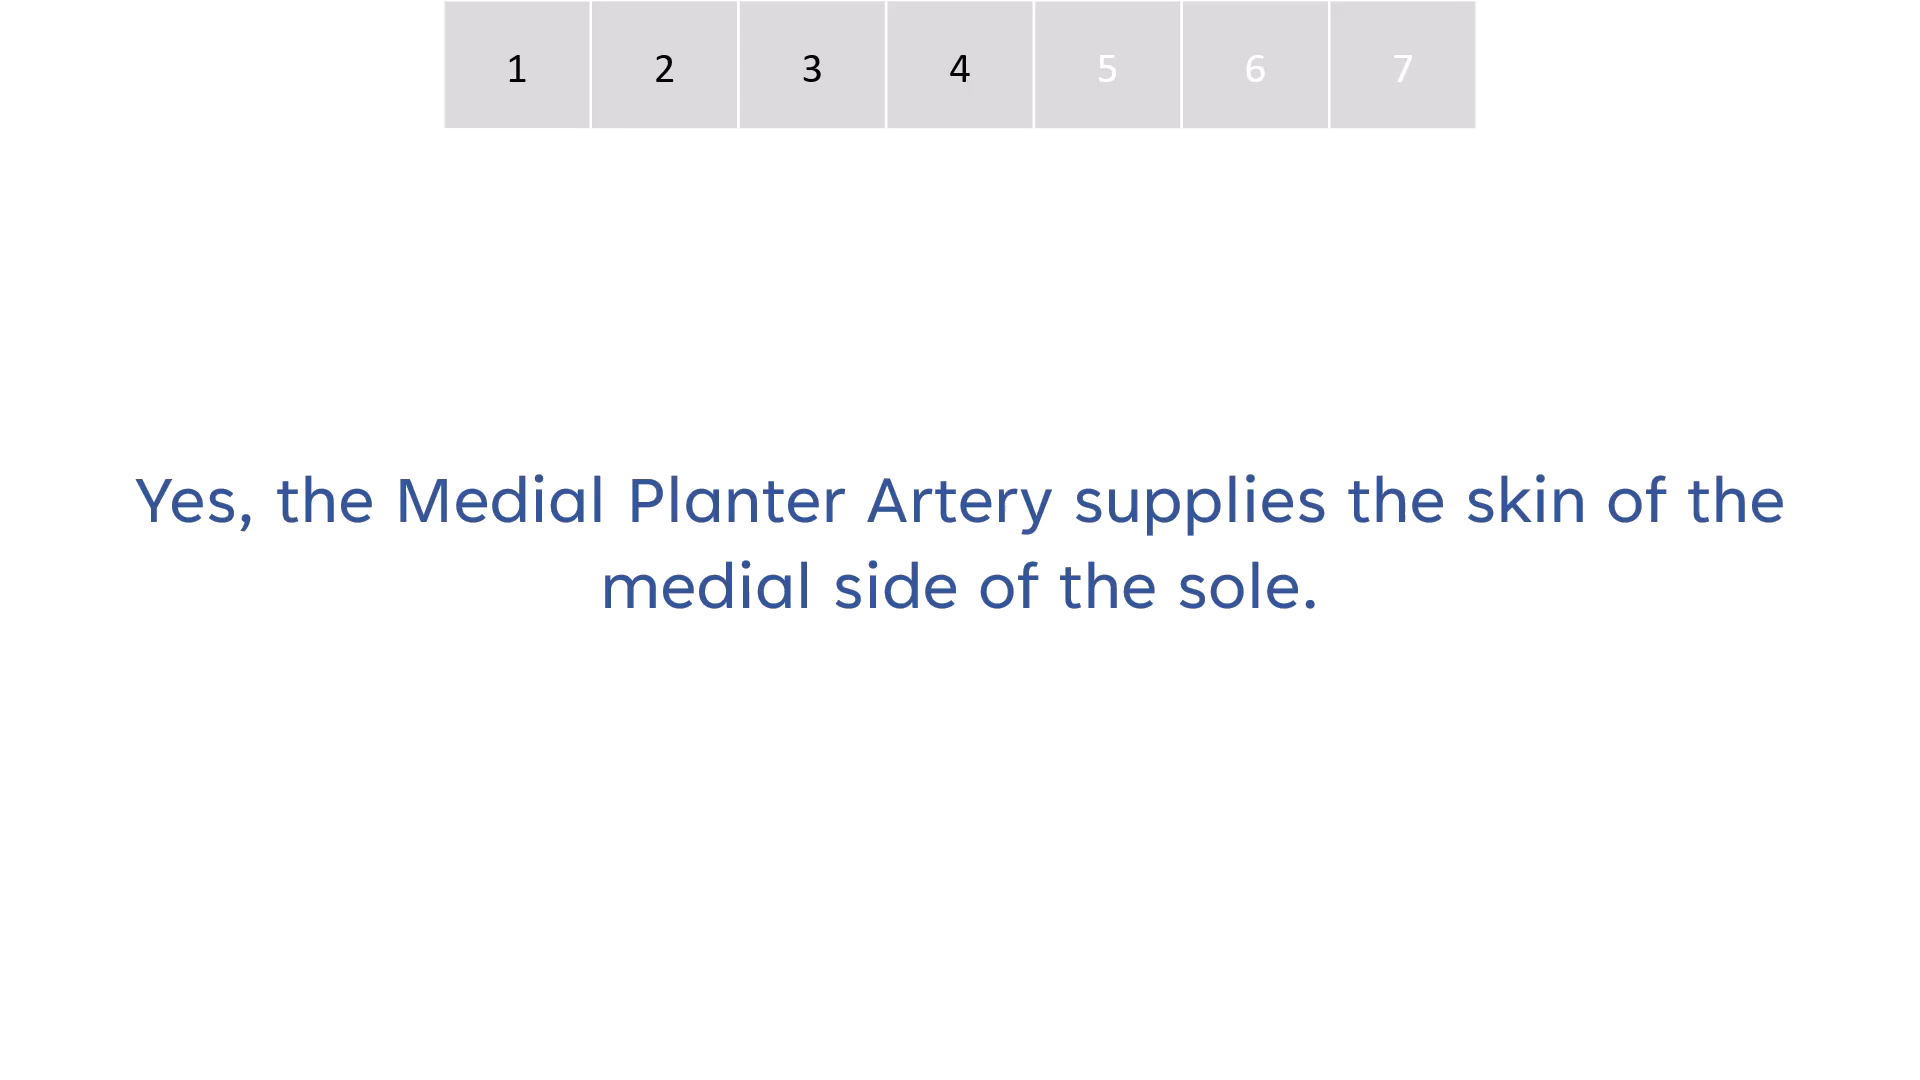 1 2 3 4 5 6 7
Yes, the Medial Planter Artery supplies the skin of the
medial side of the sole.